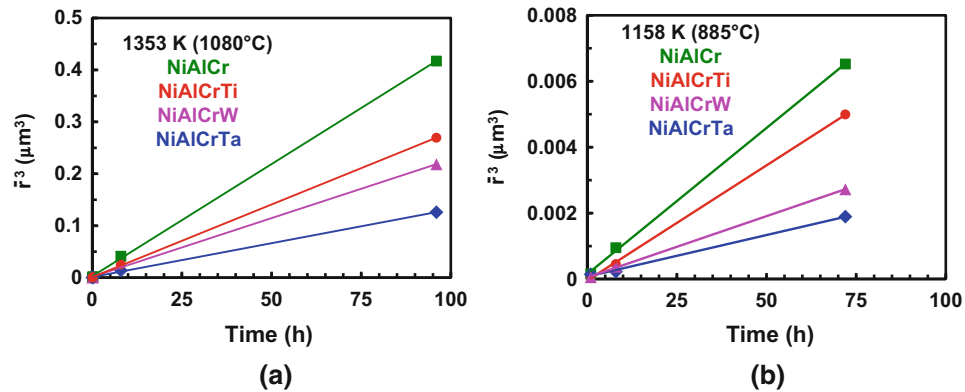 1353 K (1080°C)
NiAlCr
NiAlCrTi
NiAlCrW
NiAlCrTa
r̄ ³ (μm³)
0.5
0.4
0.3
0.2
0.1
0
0 25 50 75 100
Time (h)
(a)
1158 K (885°C)
NiAlCr
NiAlCrTi
NiAlCrW
NiAlCrTa
r̄ ³ (μm³)
0.008
0.006
0.004
0.002
0
0 25 50 75 100
Time (h)
(b)